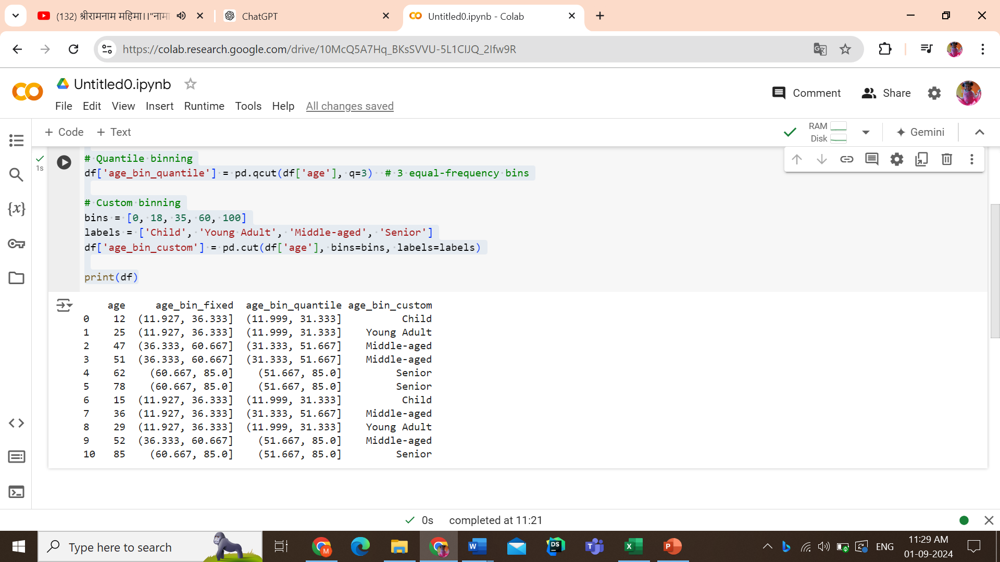 (132) श्रीरामनाम महिमा।।"नामा
ChatGPT
Untitled0.ipynb - Colab
https://colab.research.google.com/drive/10McQ5A7Hq_BKsSVVU-5L1CIJQ_2Ifw9R
Untitled0.ipynb
Comment
Share
File Edit View Insert Runtime Tools Help All changes saved
+ Code + Text
RAM
Disk
Gemini
1s
# Quantile binning
df['age_bin_quantile'] = pd.qcut(df['age'], q=3)  # 3 equal-frequency bins
# Custom binning
bins = [0, 18, 35, 60, 100]
labels = ['Child', 'Young Adult', 'Middle-aged', 'Senior']
df['age_bin_custom'] = pd.cut(df['age'], bins=bins, labels=labels)
print(df)
age age_bin_fixed age_bin_quantile age_bin_custom
0 12 (11.927, 36.333] (11.999, 31.333] Child
1 25 (11.927, 36.333] (11.999, 31.333] Young Adult
2 47 (36.333, 60.667] (31.333, 51.667] Middle-aged
3 51 (36.333, 60.667] (31.333, 51.667] Middle-aged
4 62 (60.667, 85.0] (51.667, 85.0] Senior
5 78 (60.667, 85.0] (51.667, 85.0] Senior
6 15 (11.927, 36.333] (11.999, 31.333] Child
7 36 (11.927, 36.333] (31.333, 51.667] Middle-aged
8 29 (11.927, 36.333] (11.999, 31.333] Young Adult
9 52 (36.333, 60.667] (51.667, 85.0] Middle-aged
10 85 (60.667, 85.0] (51.667, 85.0] Senior
0s completed at 11:21
Type here to search
ENG
11:29 AM
01-09-2024